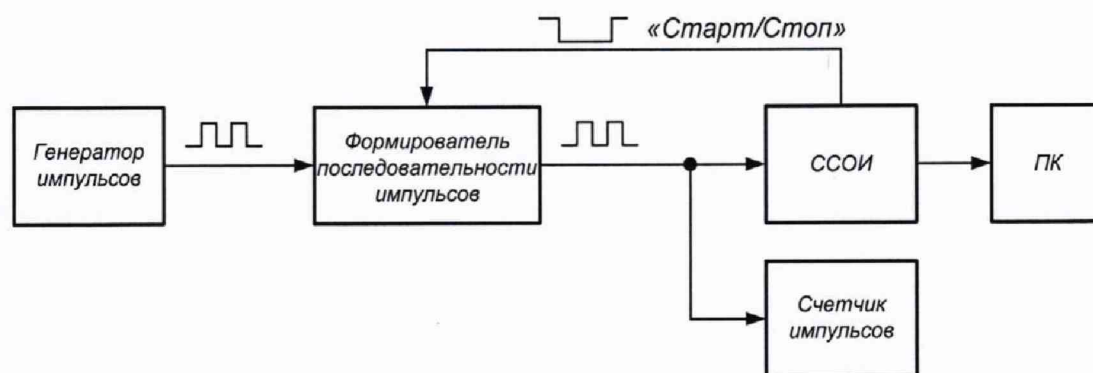 «Старт/Стоп»
Генератор
импульсов
Формирователь
последовательности
импульсов
ССОИ
ПК
Счетчик
импульсов